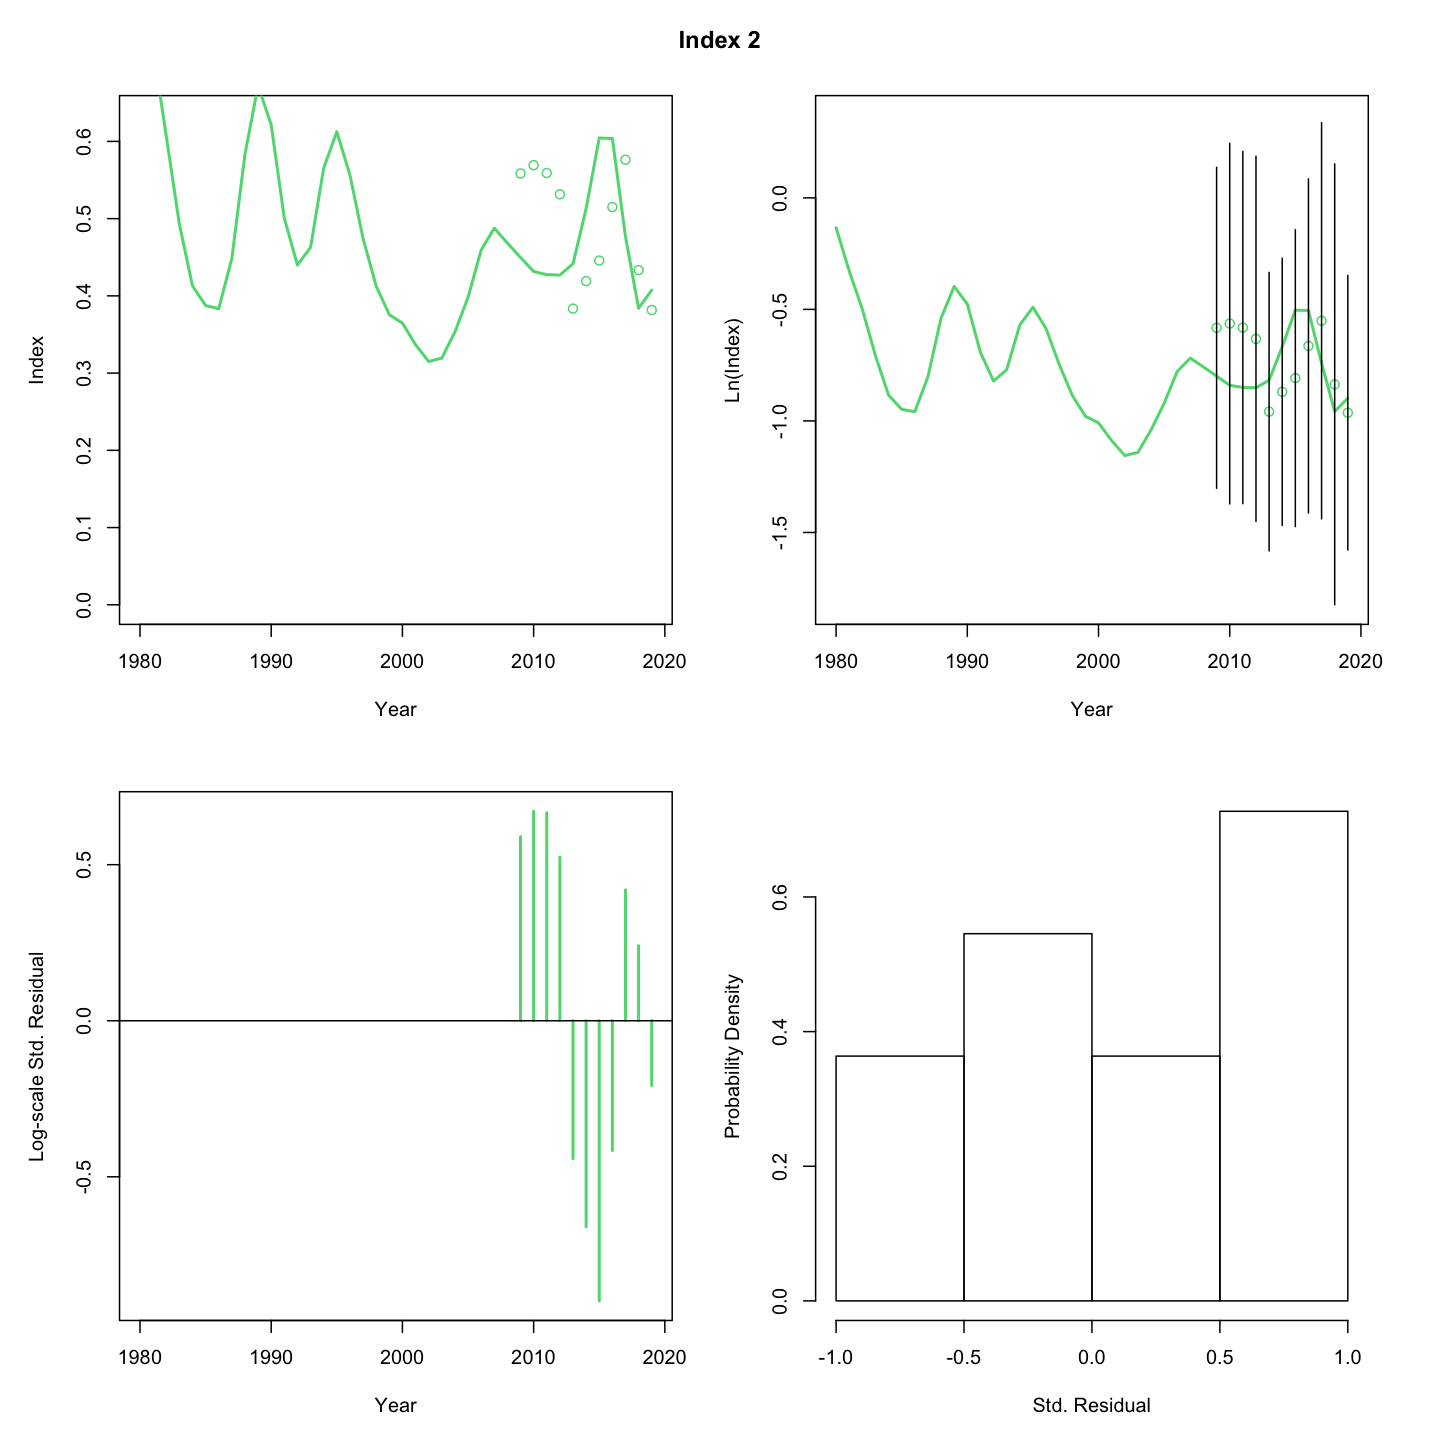 Index 2
Index
0.0 0.1 0.2 0.3 0.4 0.5 0.6
1980 1990 2000 2010 2020
Year
Ln(Index)
-1.5 -1.0 -0.5 0.0
1980 1990 2000 2010 2020
Year
Log-scale Std. Residual
-0.5 0.0 0.5
1980 1990 2000 2010 2020
Year
Probability Density
0.0 0.2 0.4 0.6
-1.0 -0.5 0.0 0.5 1.0
Std. Residual